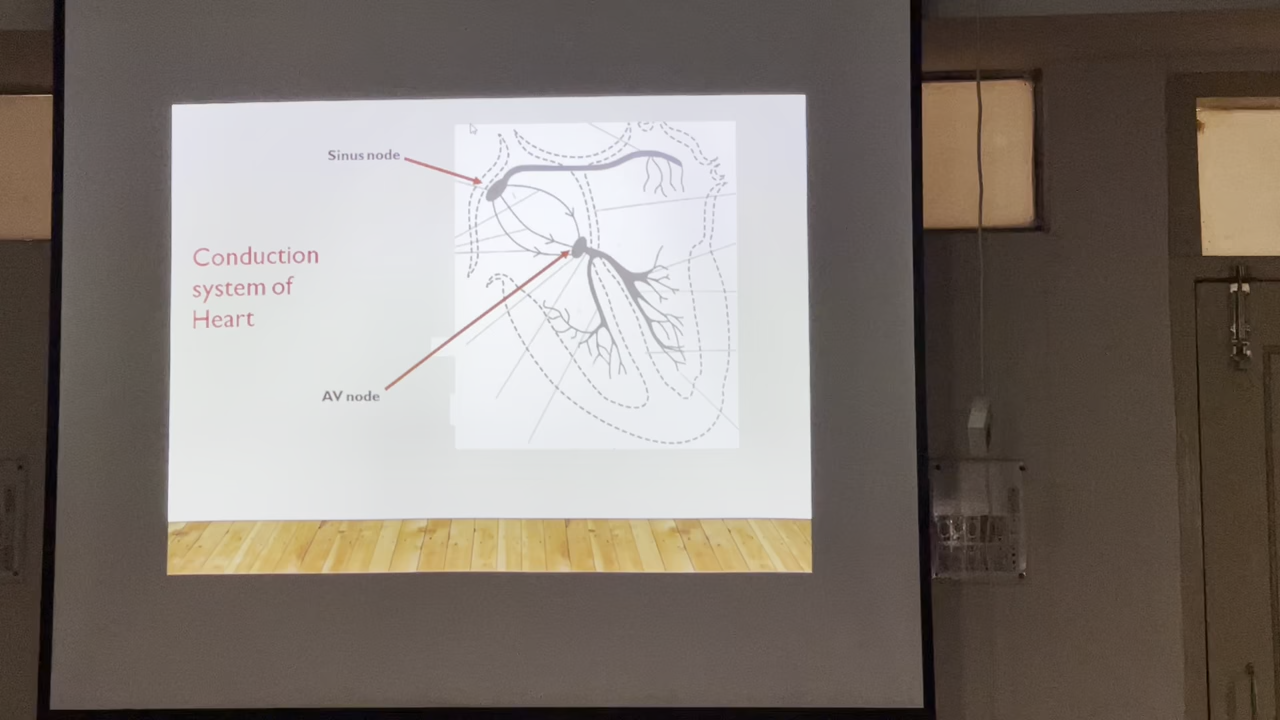 Sinus node
Conduction
system of
Heart
AV node